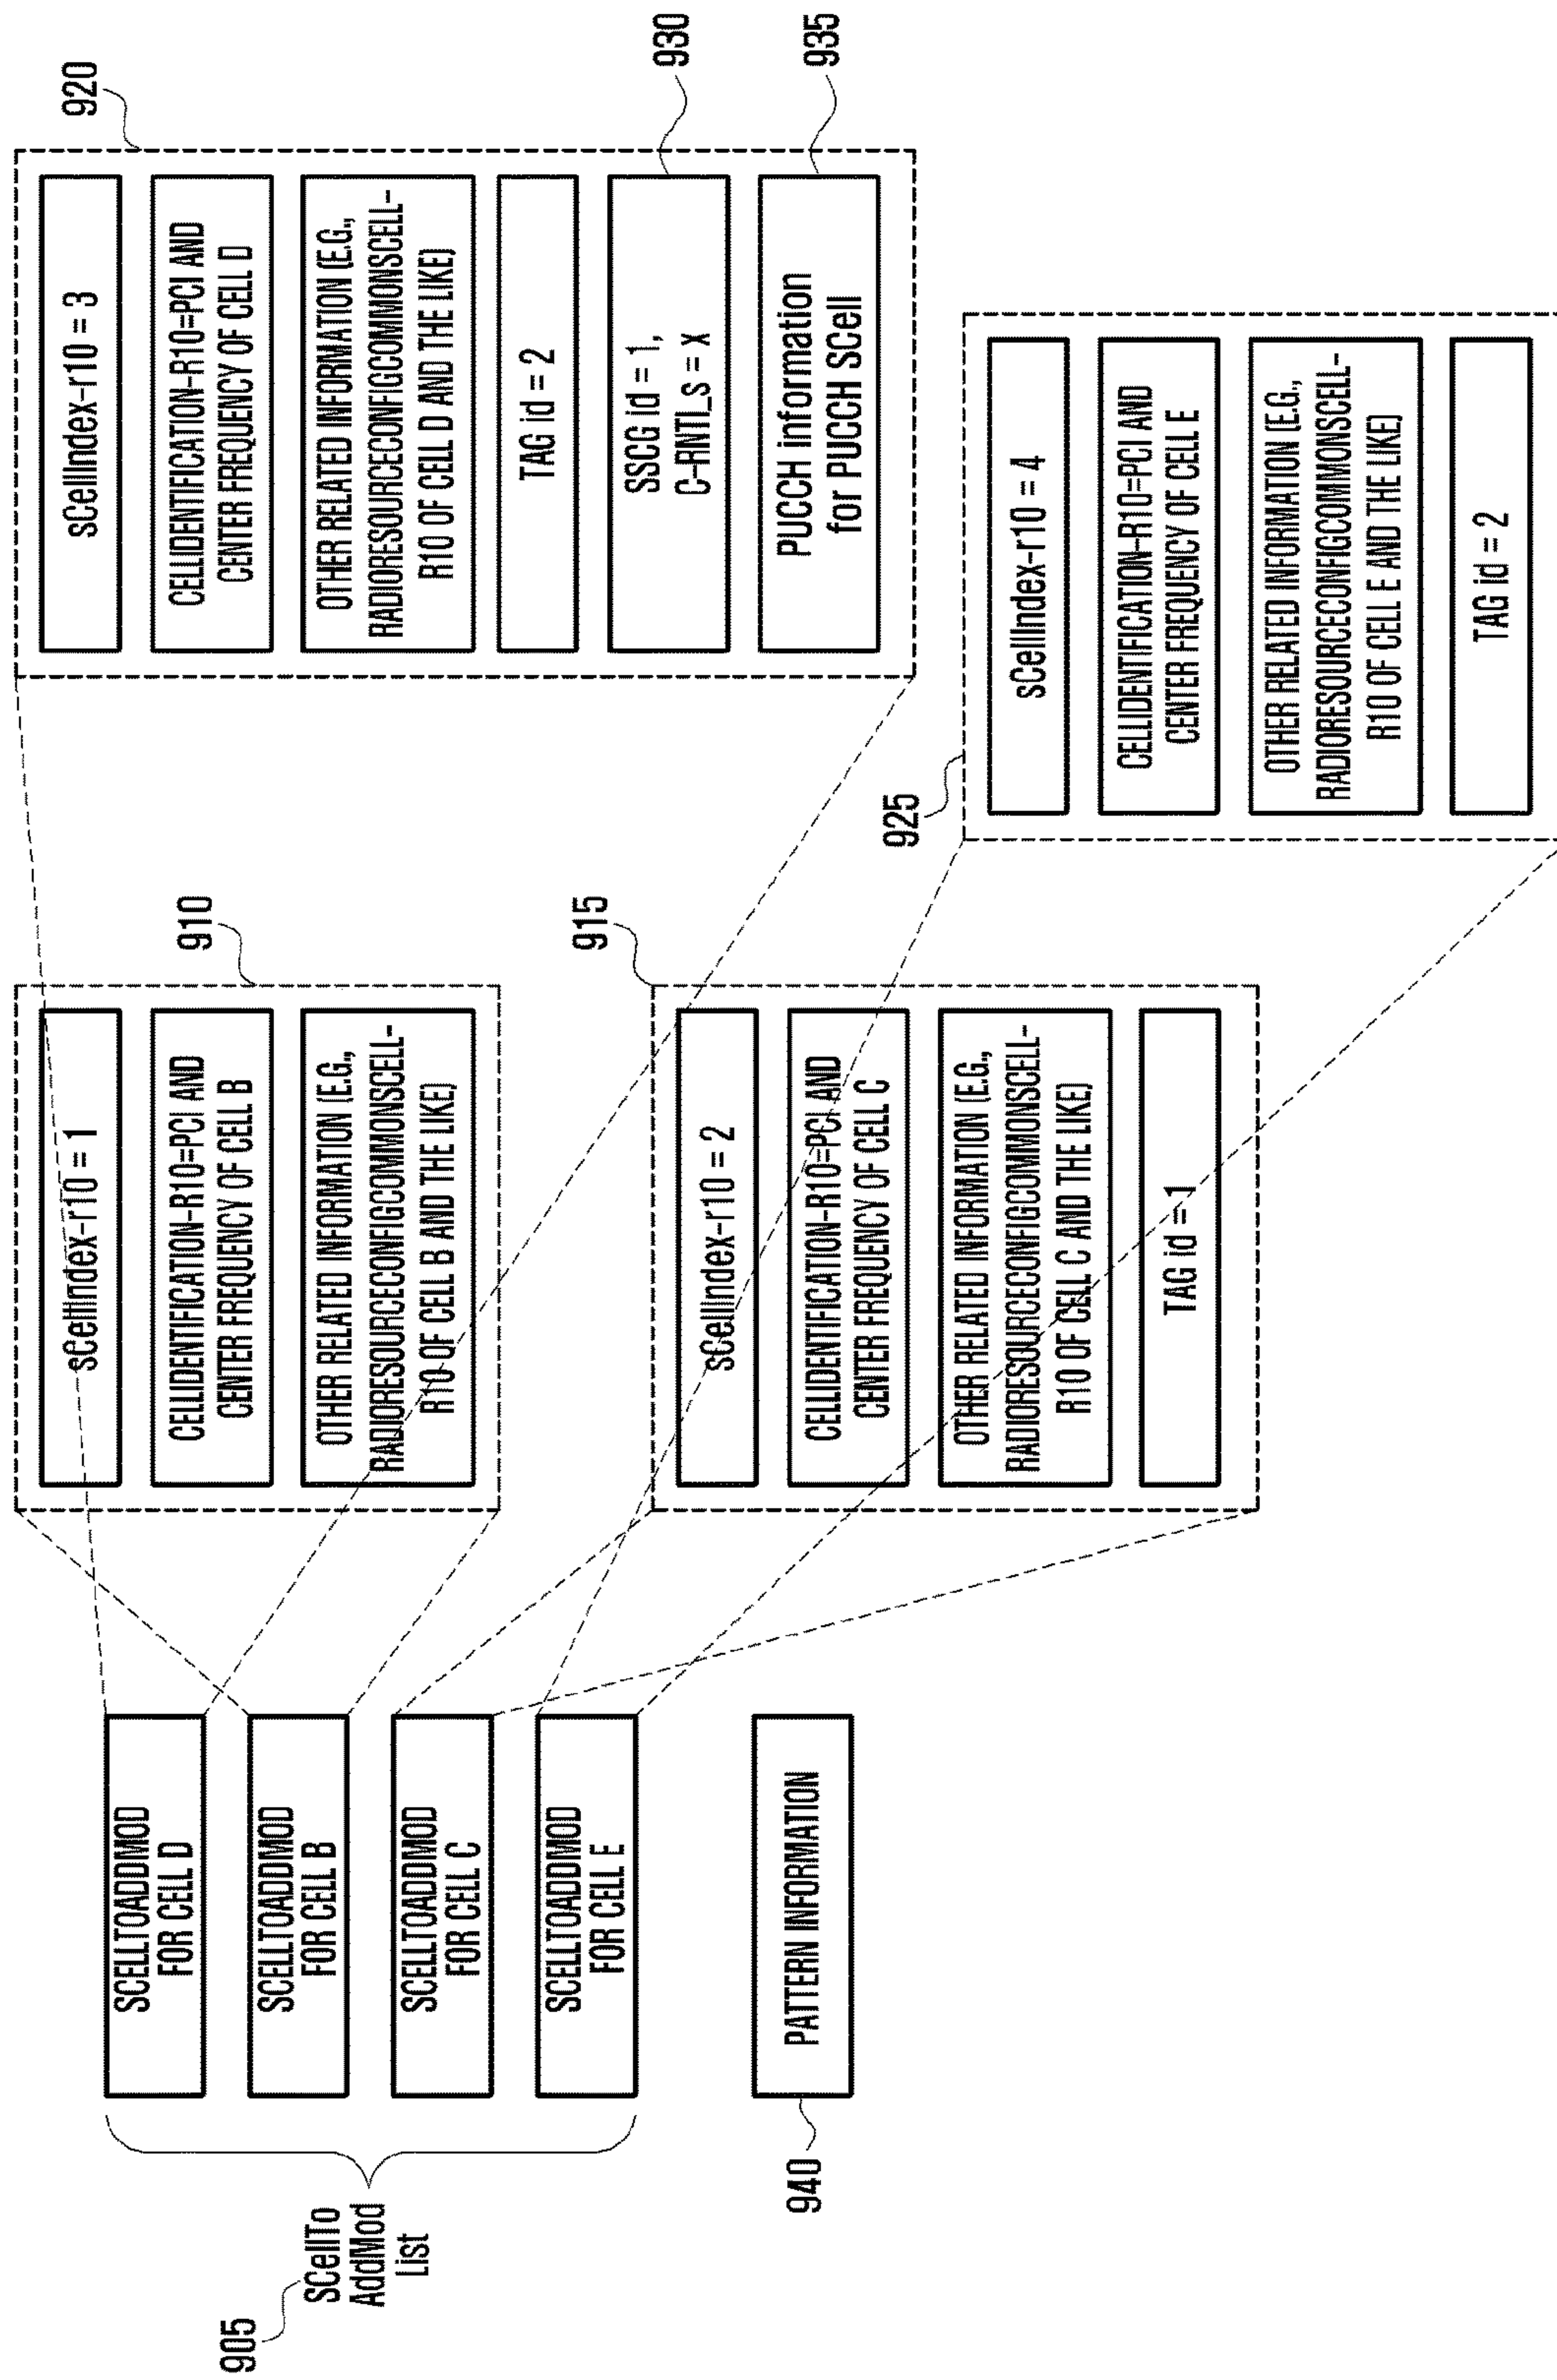 905
SCellTo
AddMod
List
SCELLTOADDMOD
FOR CELL D
SCELLTOADDMOD
FOR CELL B
SCELLTOADDMOD
FOR CELL C
SCELLTOADDMOD
FOR CELL E
940
PATTERN INFORMATION
910
sCellIndex-r10 = 1
CELLIDENTIFICATION-R10=PCI AND
CENTER FREQUENCY OF CELL B
OTHER RELATED INFORMATION (E.G.,
RADIORESOURCECONFIGCOMMONSCELL-
R10 OF CELL B AND THE LIKE)
915
sCellIndex-r10 = 2
CELLIDENTIFICATION-R10=PCI AND
CENTER FREQUENCY OF CELL C
OTHER RELATED INFORMATION (E.G.,
RADIORESOURCECONFIGCOMMONSCELL-
R10 OF CELL C AND THE LIKE)
TAG id = 1
920
sCellIndex-r10 = 3
CELLIDENTIFICATION-R10=PCI AND
CENTER FREQUENCY OF CELL D
OTHER RELATED INFORMATION (E.G.,
RADIORESOURCECONFIGCOMMONSCELL-
R10 OF CELL D AND THE LIKE)
TAG id = 2
930
SSCG id = 1,
C-RNTI_s = x
935
PUCCH information
for PUCCH SCell
925
sCellIndex-r10 = 4
CELLIDENTIFICATION-R10=PCI AND
CENTER FREQUENCY OF CELL E
OTHER RELATED INFORMATION (E.G.,
RADIORESOURCECONFIGCOMMONSCELL-
R10 OF CELL E AND THE LIKE)
TAG id = 2